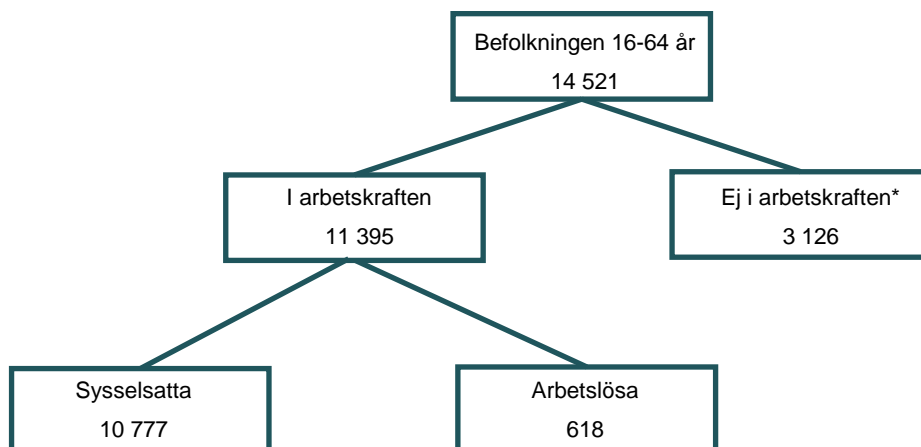 Befolkningen 16-64 år
14 521
I arbetskraften
11 395
Ej i arbetskraften*
3 126
Sysselsatta
10 777
Arbetslösa
618